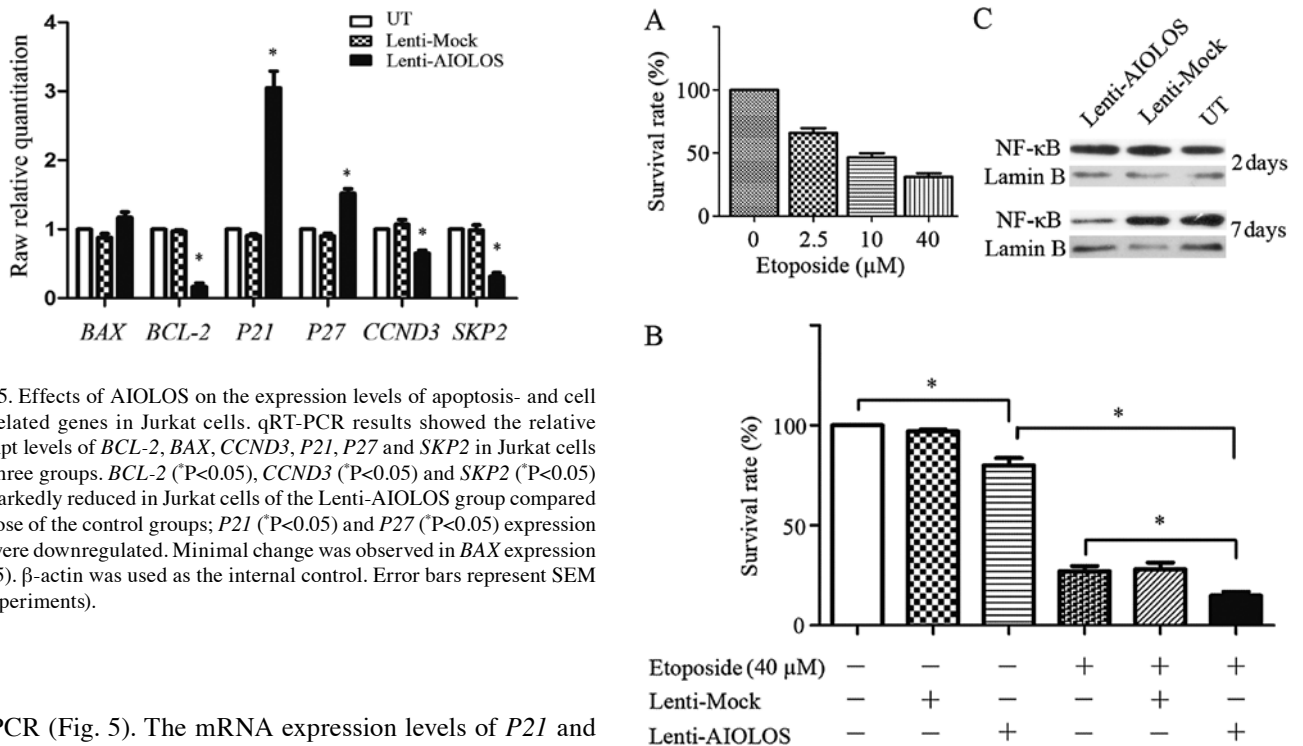 4
3
2
1
0
Raw relative quantitation
UT
Lenti-Mock
Lenti-AIOLOS
*
*
*
*
*
BAX BCL-2 P21 P27 CCND3 SKP2
5. Effects of AIOLOS on the expression levels of apoptosis- and cell
elated genes in Jurkat cells. qRT-PCR results showed the relative
pt levels of BCL-2, BAX, CCND3, P21, P27 and SKP2 in Jurkat cells
hree groups. BCL-2 (*P<0.05), CCND3 (*P<0.05) and SKP2 (*P<0.05)
arkedly reduced in Jurkat cells of the Lenti-AIOLOS group compared
ose of the control groups; P21 (*P<0.05) and P27 (*P<0.05) expression
vere downregulated. Minimal change was observed in BAX expression
5). β-actin was used as the internal control. Error bars represent SEM
periments).
PCR (Fig. 5). The mRNA expression levels of P21 and
A
Survival rate (%)
100
50
0
0 2.5 10 40
Etoposide (μM)
C
Lenti-AIOLOS
Lenti-Mock
UT
NF-κB
Lamin B
2 days
NF-κB
Lamin B
7 days
B
Survival rate (%)
100
50
0
*
*
*
Etoposide (40 μM) – – – + + +
Lenti-Mock – + – – + –
Lenti-AIOLOS – – + – – +